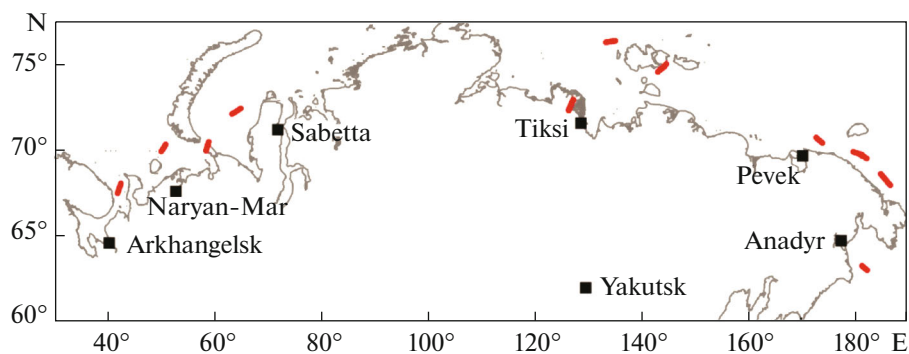 N
75°
Sabetta
Tiksi
70°
Pevek
Naryan-Mar
65°
Arkhangelsk
Anadyr
Yakutsk
60°
40° 60° 80° 100° 120° 140° 160° 180° E